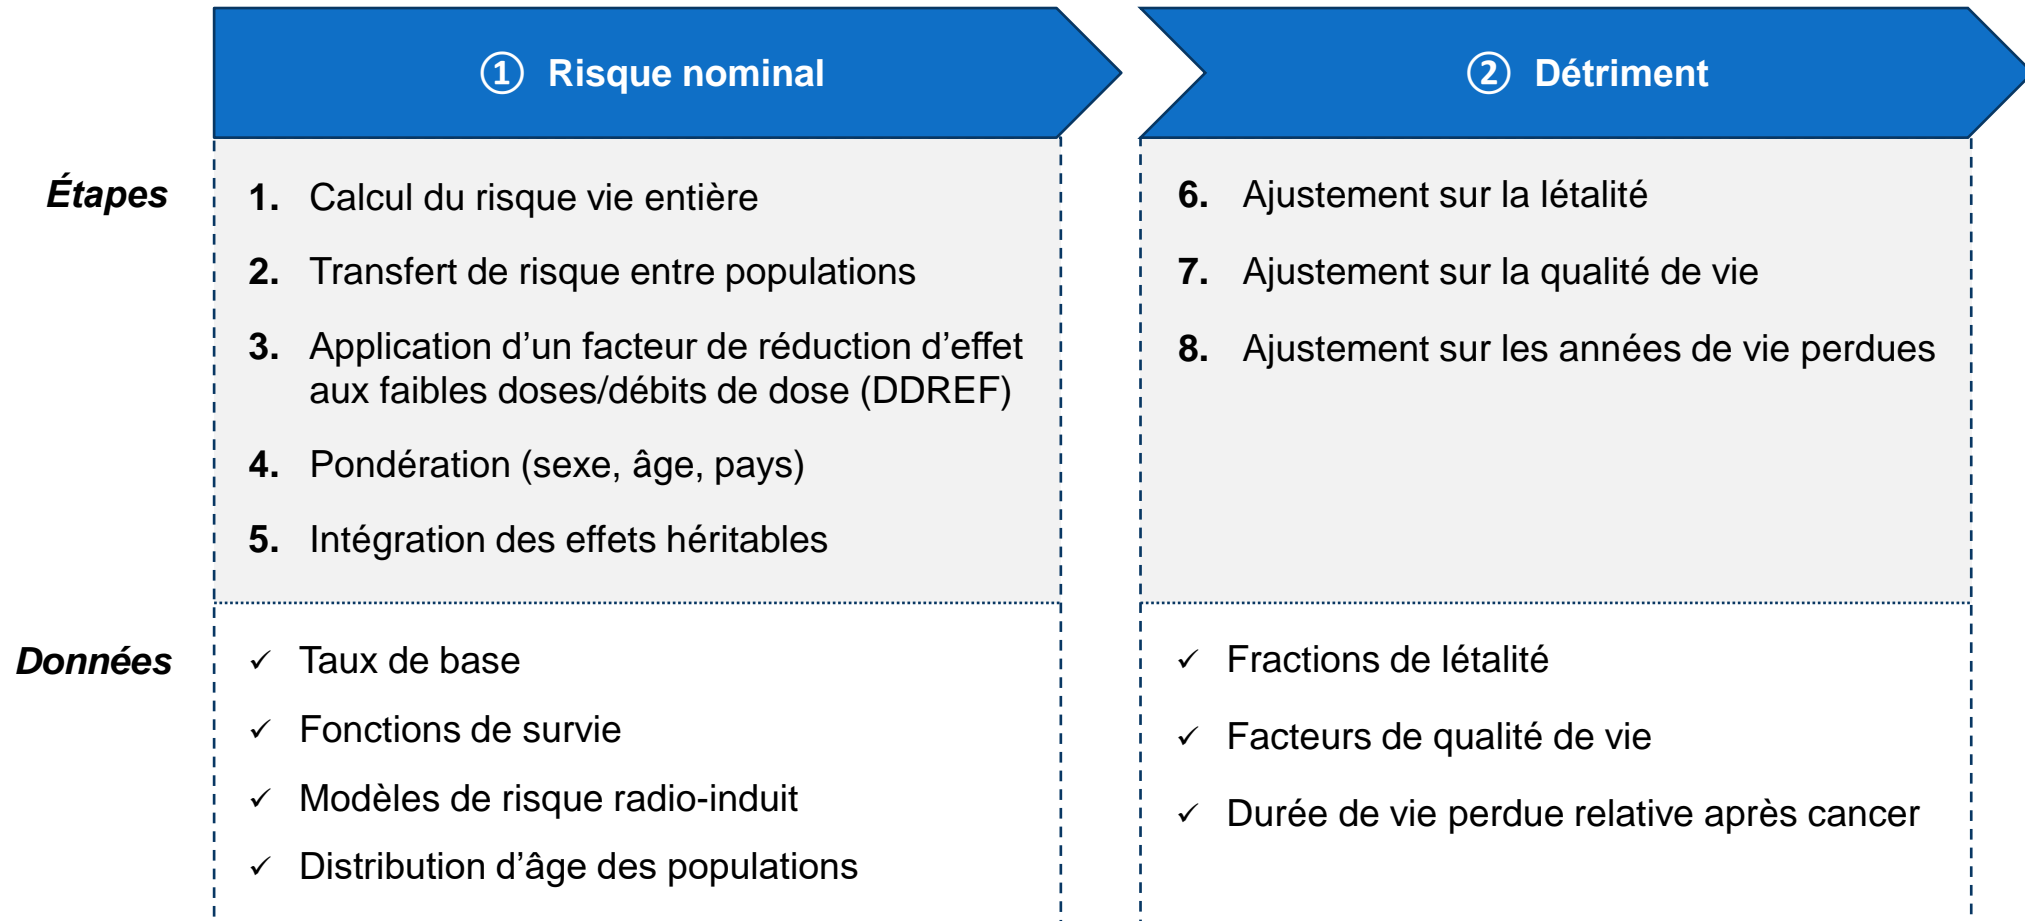 ① Risque nominal
② Détriment
Étapes
1. Calcul du risque vie entière
2. Transfert de risque entre populations
3. Application d’un facteur de réduction d’effet
aux faibles doses/débits de dose (DDREF)
4. Pondération (sexe, âge, pays)
5. Intégration des effets héritables
6. Ajustement sur la létalité
7. Ajustement sur la qualité de vie
8. Ajustement sur les années de vie perdues
Données
✓ Taux de base
✓ Fonctions de survie
✓ Modèles de risque radio-induit
✓ Distribution d’âge des populations
✓ Fractions de létalité
✓ Facteurs de qualité de vie
✓ Durée de vie perdue relative après cancer